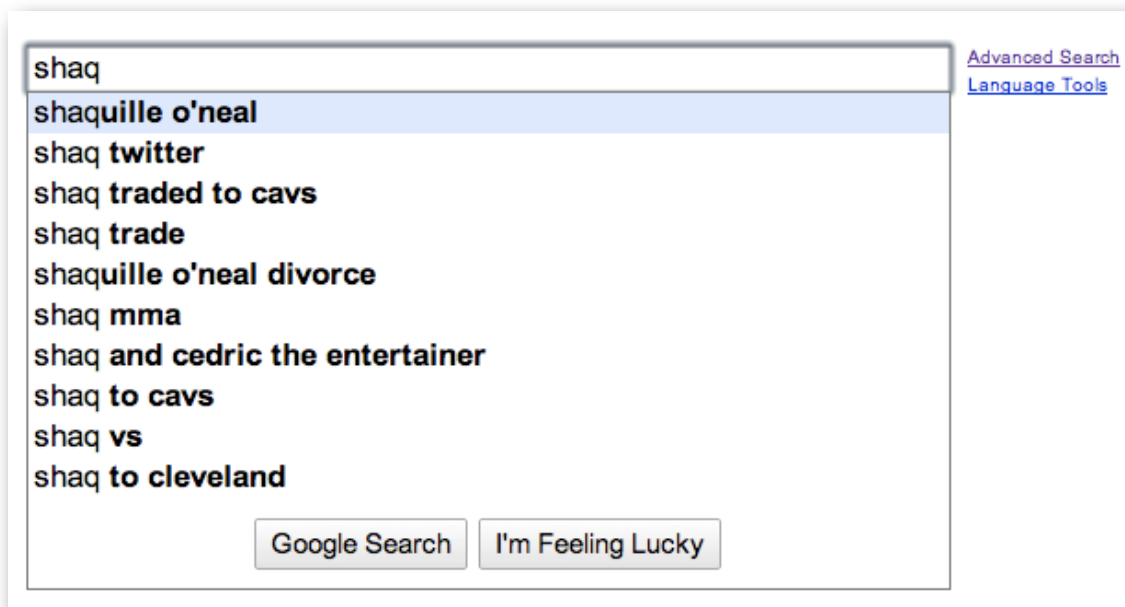 shaq
Advanced Search
Language Tools
shaquille o'neal
shaq twitter
shaq traded to cavs
shaq trade
shaquille o'neal divorce
shaq mma
shaq and cedric the entertainer
shaq to cavs
shaq vs
shaq to cleveland
Google Search
I'm Feeling Lucky